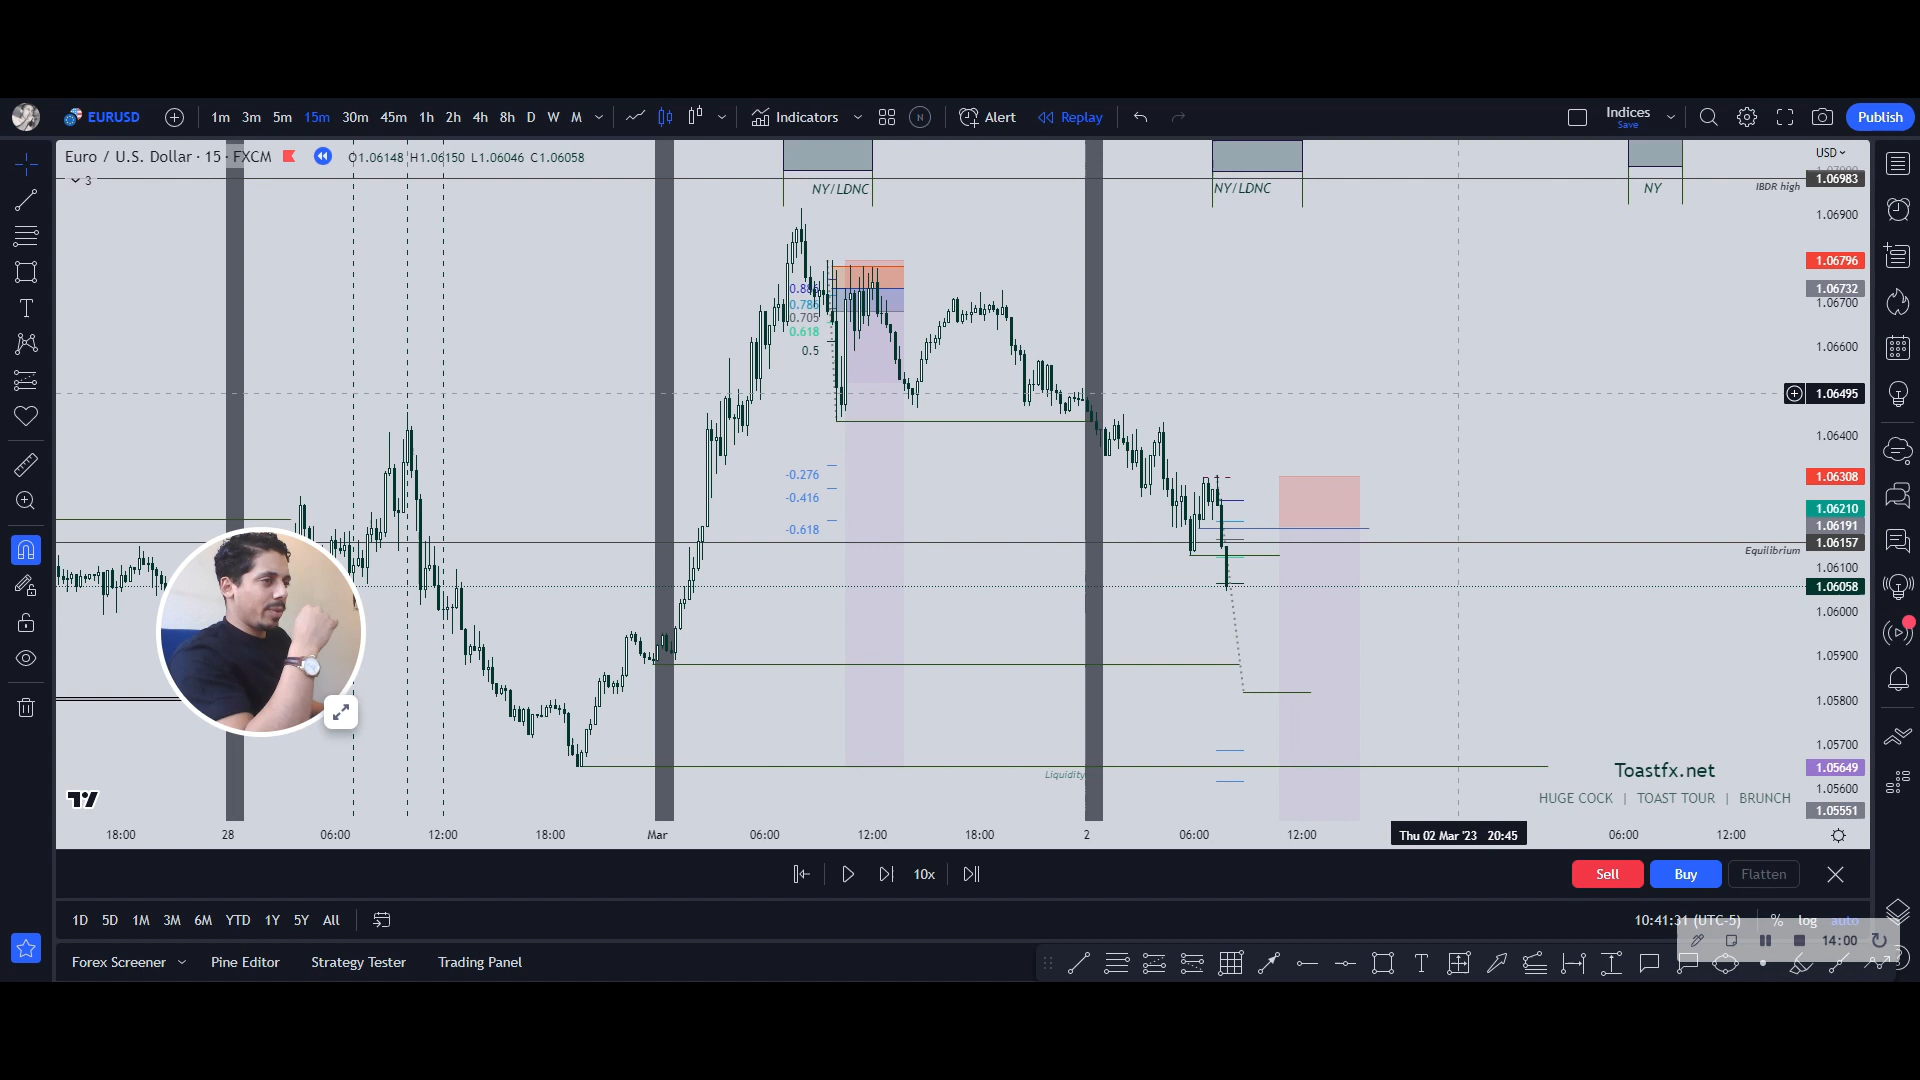 EURUSD 1m 3m 5m 15m 30m 45m 1h 2h 4h 8h D W M Indicators N Alert Replay Indices Save Publish
Euro / U.S. Dollar · 15 · FXCM O1.06148 H1.06150 L1.06046 C1.06058 USD
3
NY/LDNC NY/LDNC NY
IBDR high 1.06983
1.06900
1.06796
0.886 1.06732
0.786 1.06700
0.705
0.618
0.5 1.06600
1.06495
1.06400
-0.276 1.06308
-0.416
1.06210
-0.618 1.06191
1.06157
Equilibrium
1.06100
1.06058
1.06000
1.05900
1.05800
1.05700
Liquidity 1.05649
Toastfx.net
1.05600
HUGE COCK | TOAST TOUR | BRUNCH
1.05551
18:00 28 06:00 12:00 18:00 Mar 06:00 12:00 18:00 2 06:00 12:00 Thu 02 Mar '23 20:45 06:00 12:00
10x Sell Buy Flatten
1D 5D 1M 3M 6M YTD 1Y 5Y All 10:41:31 (UTC-5) % log auto
14:00
Forex Screener Pine Editor Strategy Tester Trading Panel